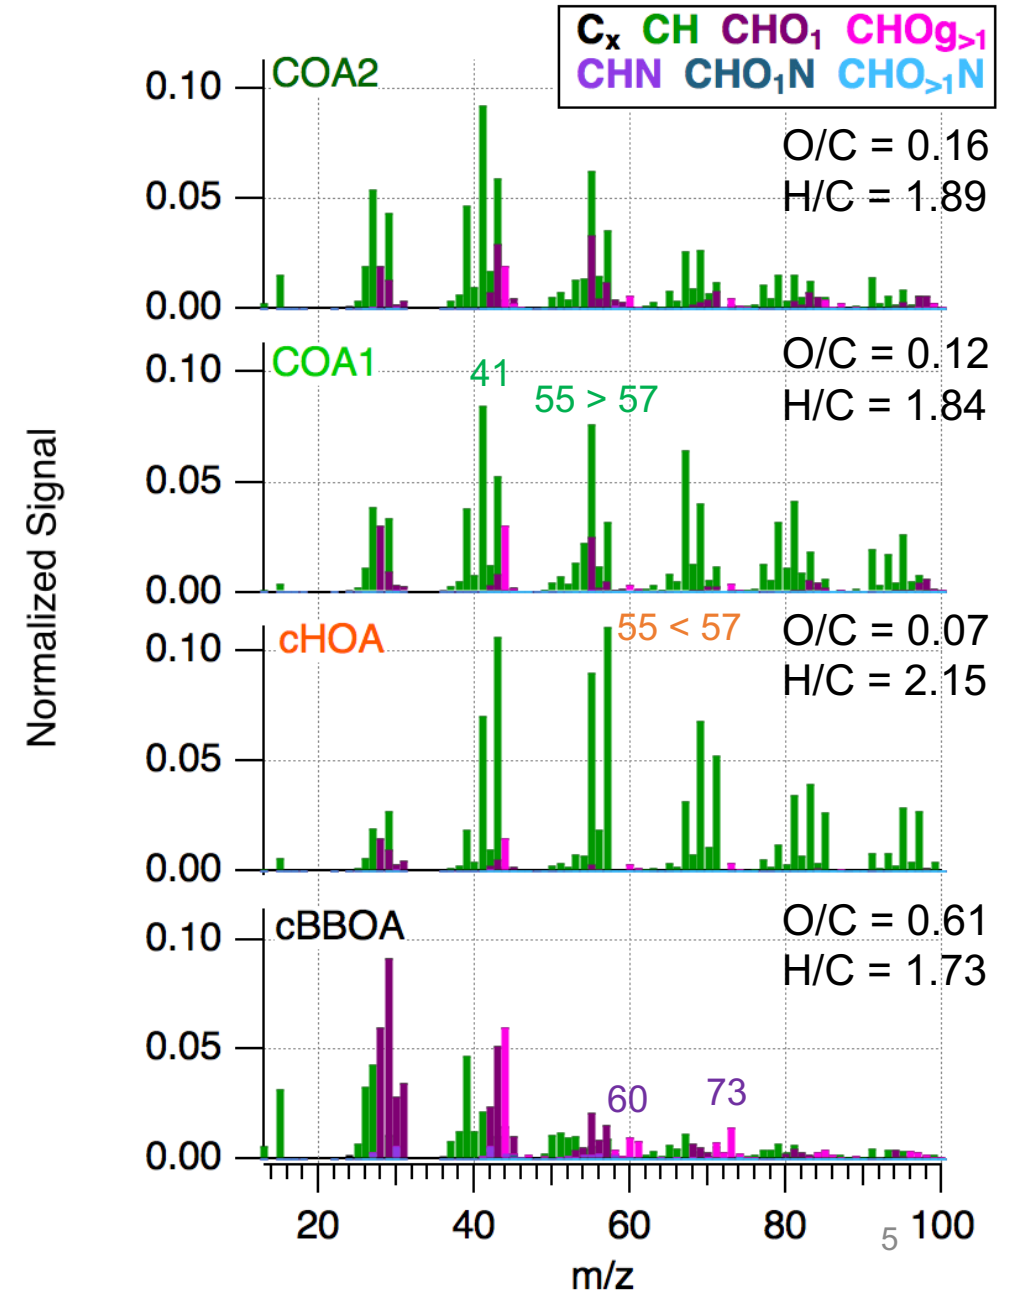 Cₓ CH CHO₁ CHOg>₁
CHN CHO₁N CHO>₁N
COA2
O/C = 0.16
H/C = 1.89
0.10
0.05
0.00
COA1
41
55 > 57
O/C = 0.12
H/C = 1.84
0.10
0.05
0.00
cHOA
55 < 57
O/C = 0.07
H/C = 2.15
0.10
0.05
0.00
cBBOA
60
73
O/C = 0.61
H/C = 1.73
0.10
0.05
0.00
Normalized Signal
20 40 60 80 100
5
m/z